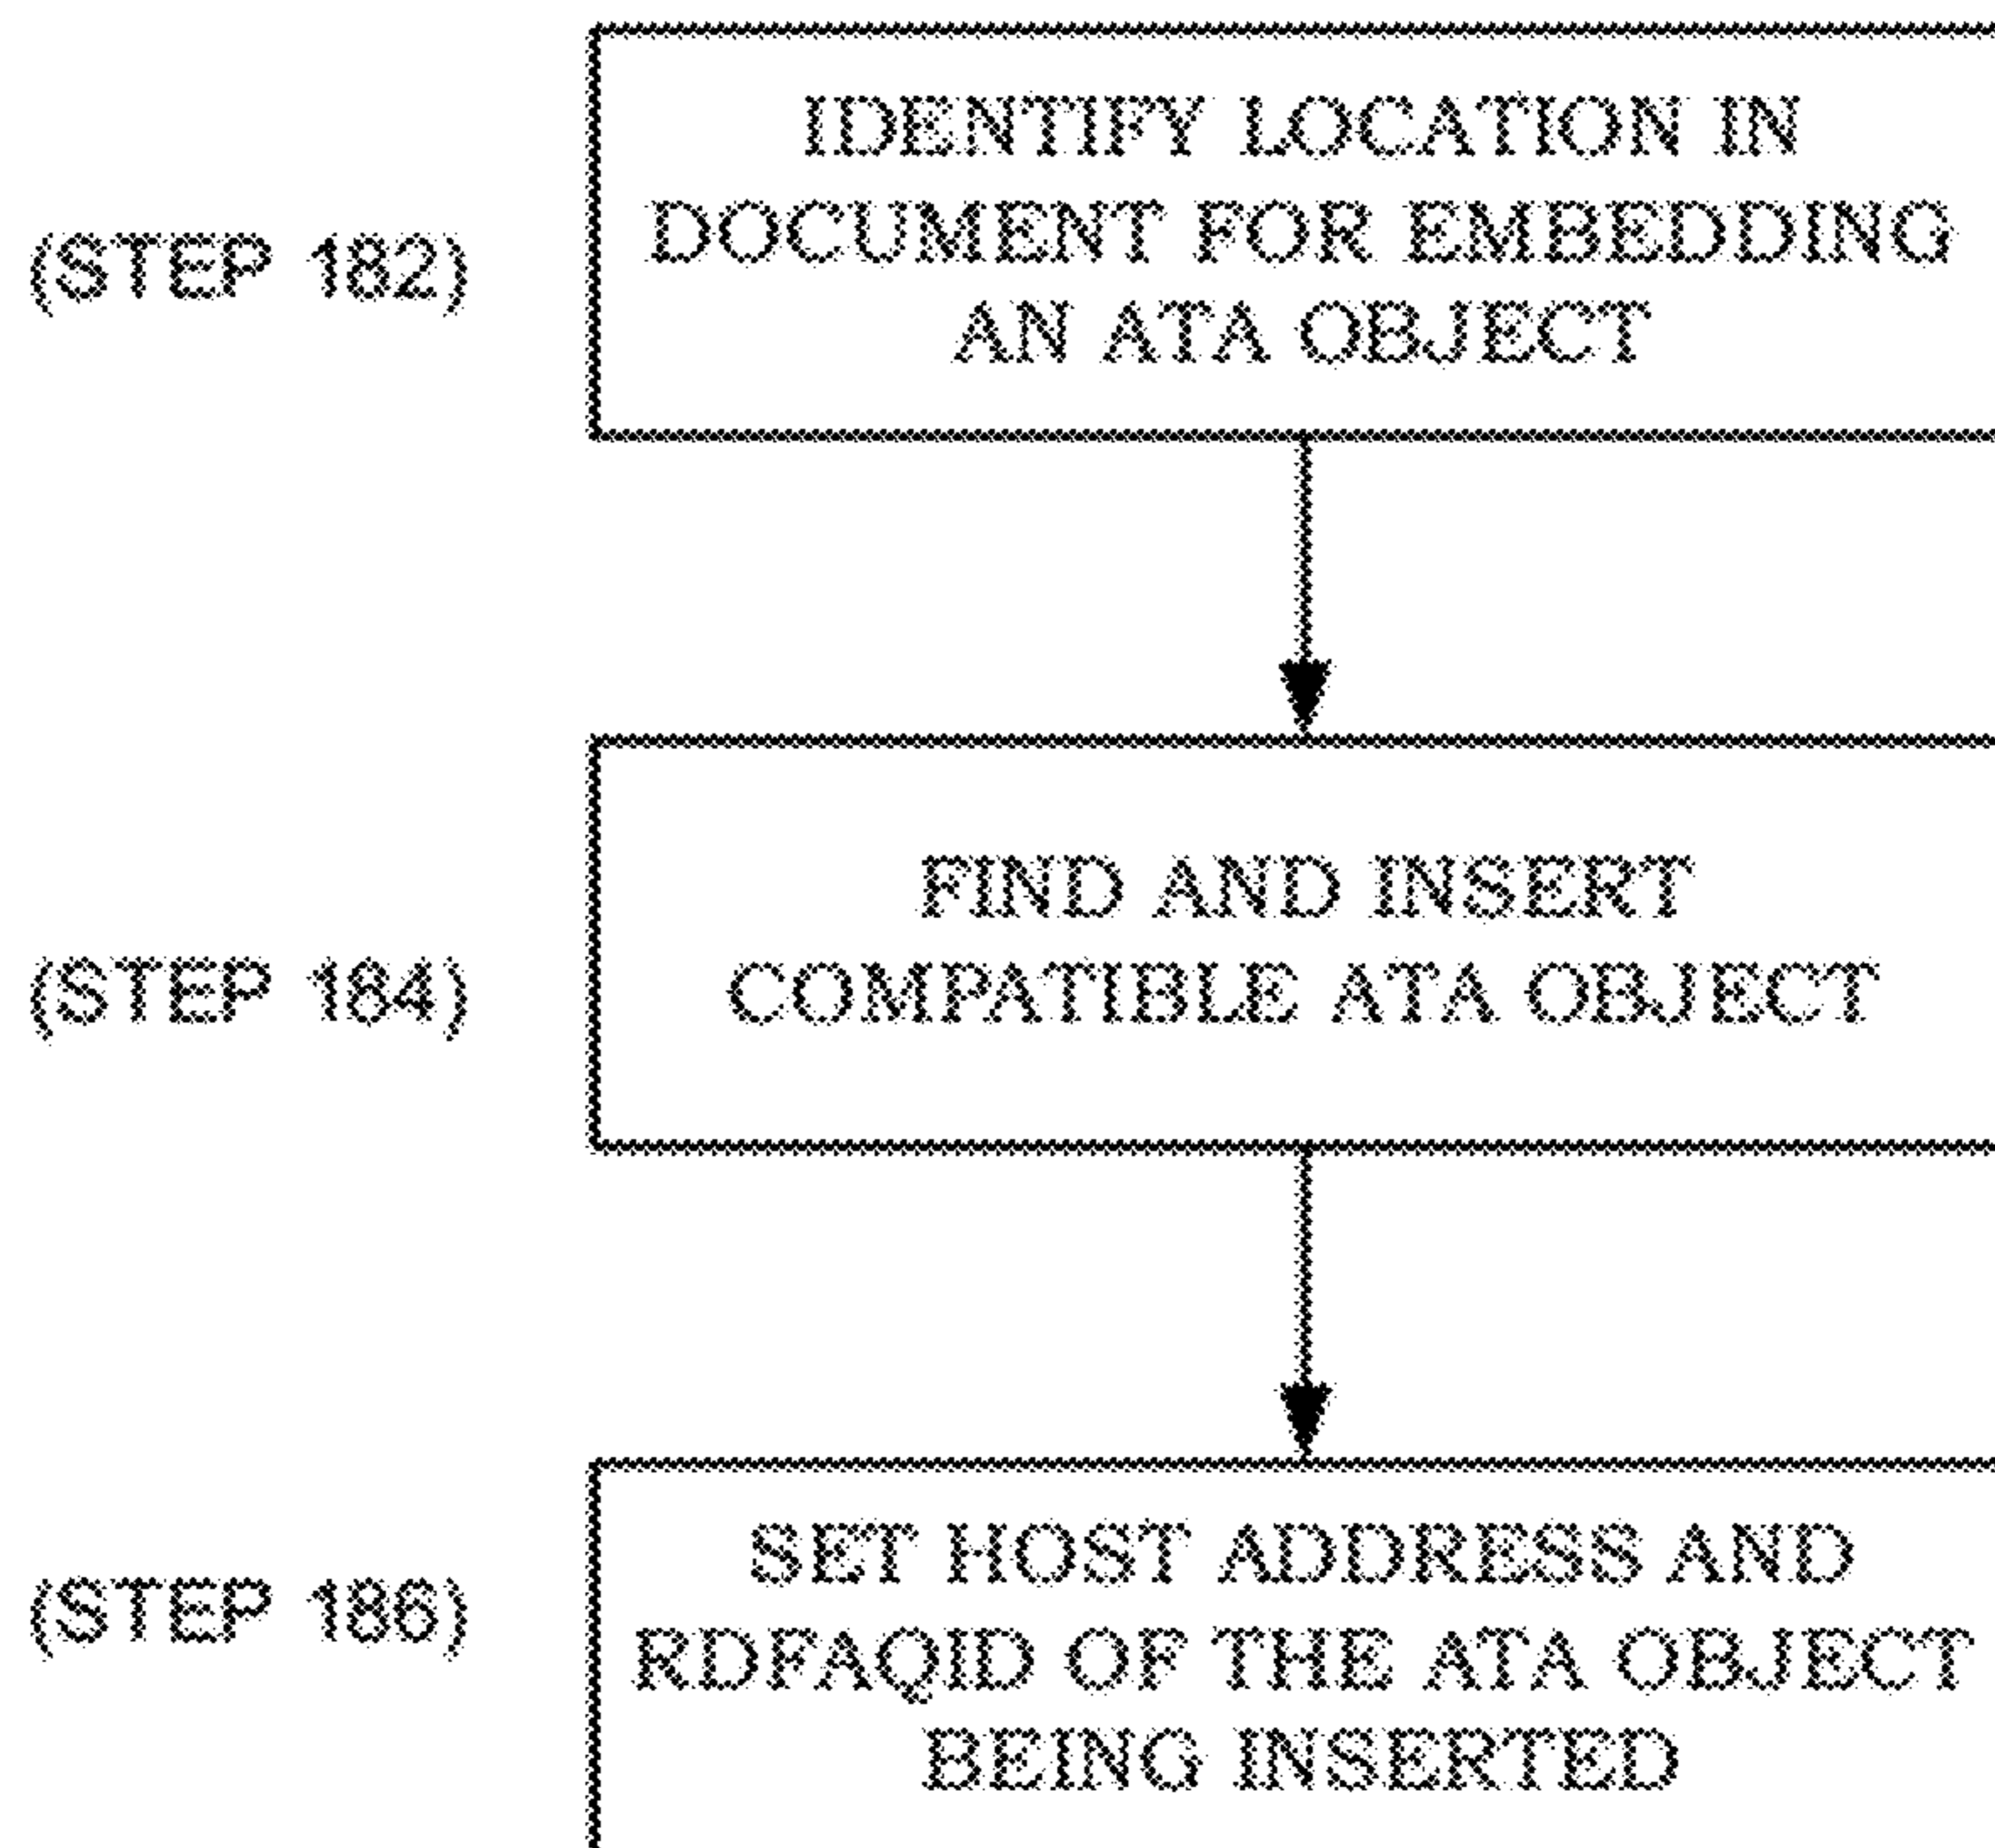 IDENTIFY LOCATION IN
DOCUMENT FOR EMBEDDING
(STEP 182)
AN ATA OBJECT
FIND AND INSERT
(STEP 184)
COMPATIBLE ATA OBJECT
SET HOST ADDRESS AND
(STEP 186)
RDFAQID OF THE ATA OBJECT
BEING INSERTED